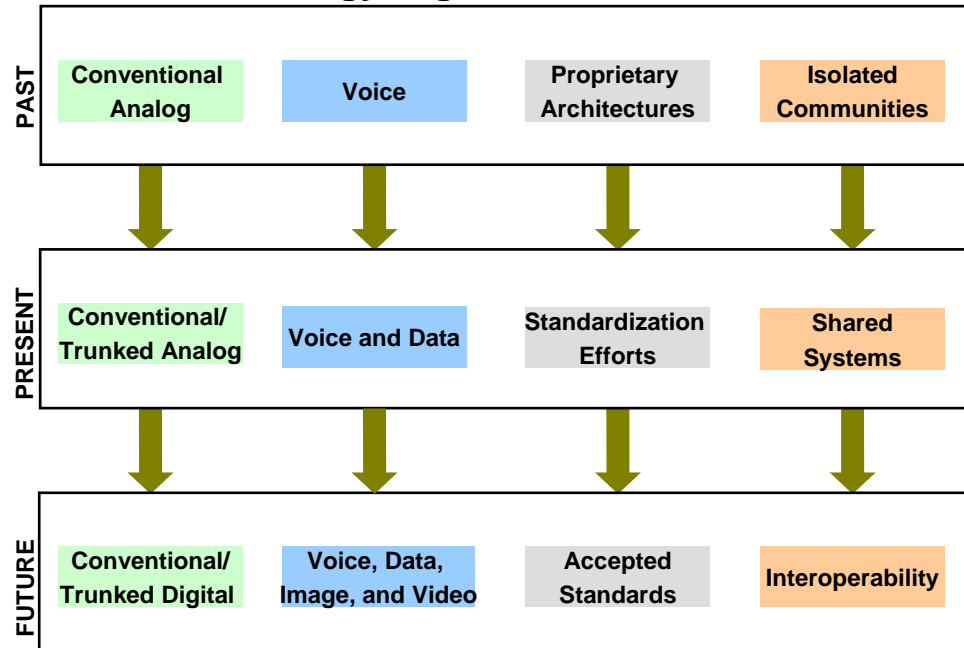 PAST
Conventional
Analog
Voice
Proprietary
Architectures
Isolated
Communities
PRESENT
Conventional/
Trunked Analog
Voice and Data
Standardization
Efforts
Shared
Systems
FUTURE
Conventional/
Trunked Digital
Voice, Data,
Image, and Video
Accepted
Standards
Interoperability